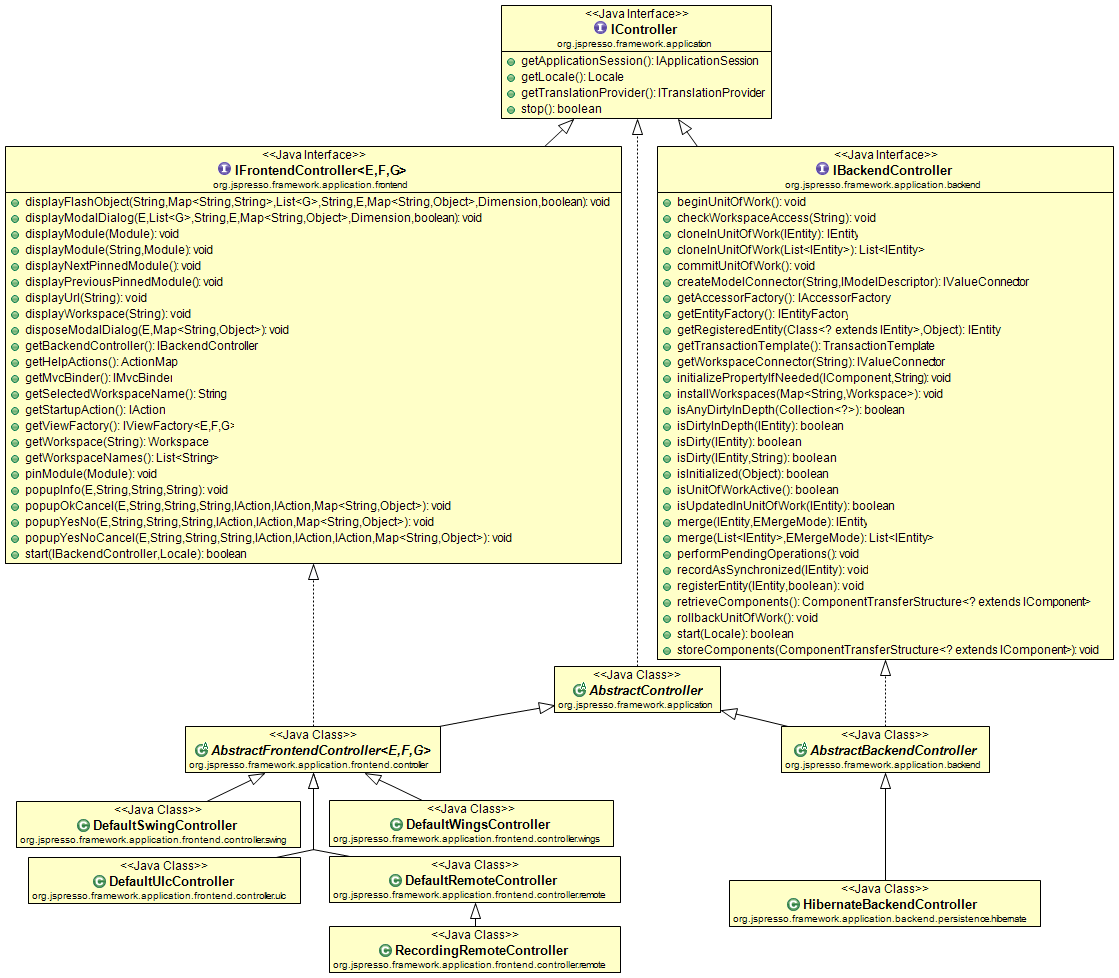 <<Java Interface>>
IController
org.jspresso.framework.application
getApplicationSession(): IApplicationSession
getLocale(): Locale
getTranslationProvider(): ITranslationProvider
stop(): boolean
<<Java Interface>>
IFrontendController<E,F,G>
org.jspresso.framework.application.frontend
displayFlashObject(String,Map<String,String>,List<G>,String,E,Map<String,Object>,Dimension,boolean): void
displayModalDialog(E,List<G>,String,E,Map<String,Object>,Dimension,boolean): void
displayModule(Module): void
displayModule(String,Module): void
displayNextPinnedModule(): void
displayPreviousPinnedModule(): void
displayUrl(String): void
displayWorkspace(String): void
disposeModalDialog(E,Map<String,Object>): void
getBackendController(): IBackendController
getHelpActions(): ActionMap
getMvcBinder(): IMvcBinder
getSelectedWorkspaceName(): String
getStartupAction(): IAction
getViewFactory(): IViewFactory<E,F,G>
getWorkspace(String): Workspace
getWorkspaceNames(): List<String>
pinModule(Module): void
popupInfo(E,String,String,String): void
popupOkCancel(E,String,String,String,IAction,IAction,Map<String,Object>): void
popupYesNo(E,String,String,String,IAction,IAction,Map<String,Object>): void
popupYesNoCancel(E,String,String,String,IAction,IAction,IAction,Map<String,Object>): void
start(IBackendController,Locale): boolean
<<Java Interface>>
IBackendController
org.jspresso.framework.application.backend
beginUnitOfWork(): void
checkWorkspaceAccess(String): void
cloneInUnitOfWork(IEntity): IEntity
cloneInUnitOfWork(List<IEntity>): List<IEntity>
commitUnitOfWork(): void
createModelConnector(String,IModelDescriptor): IValueConnector
getAccessorFactory(): IAccessorFactory
getEntityFactory(): IEntityFactory
getRegisteredEntity(Class<? extends IEntity>,Object): IEntity
getTransactionTemplate(): TransactionTemplate
getWorkspaceConnector(String): IValueConnector
initializePropertyIfNeeded(IComponent,String): void
installWorkspaces(Map<String,Workspace>): void
isAnyDirtyInDepth(Collection<?>): boolean
isDirtyInDepth(IEntity): boolean
isDirty(IEntity): boolean
isDirty(IEntity,String): boolean
isInitialized(Object): boolean
isUnitOfWorkActive(): boolean
isUpdatedInUnitOfWork(IEntity): boolean
merge(IEntity,EMergeMode): IEntity
merge(List<IEntity>,EMergeMode): List<IEntity>
performPendingOperations(): void
recordAsSynchronized(IEntity): void
registerEntity(IEntity,boolean): void
retrieveComponents(): ComponentTransferStructure<? extends IComponent>
rollbackUnitOfWork(): void
start(Locale): boolean
storeComponents(ComponentTransferStructure<? extends IComponent>): void
<<Java Class>>
AbstractController
org.jspresso.framework.application
<<Java Class>>
AbstractFrontendController<E,F,G>
org.jspresso.framework.application.frontend.controller
<<Java Class>>
AbstractBackendController
org.jspresso.framework.application.backend
<<Java Class>>
DefaultSwingController
org.jspresso.framework.application.frontend.controller.swing
<<Java Class>>
DefaultWingsController
org.jspresso.framework.application.frontend.controller.wings
<<Java Class>>
DefaultUlcController
org.jspresso.framework.application.frontend.controller.ulc
<<Java Class>>
DefaultRemoteController
org.jspresso.framework.application.frontend.controller.remote
<<Java Class>>
HibernateBackendController
org.jspresso.framework.application.backend.persistence.hibernate
<<Java Class>>
RecordingRemoteController
org.jspresso.framework.application.frontend.controller.remote